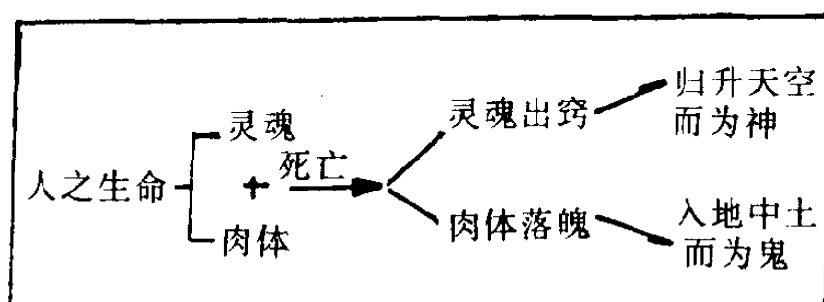 人之生命
灵魂
+
肉体
死亡
灵魂出窍
肉体落魄
归升天空
而为神
入地中土
而为鬼